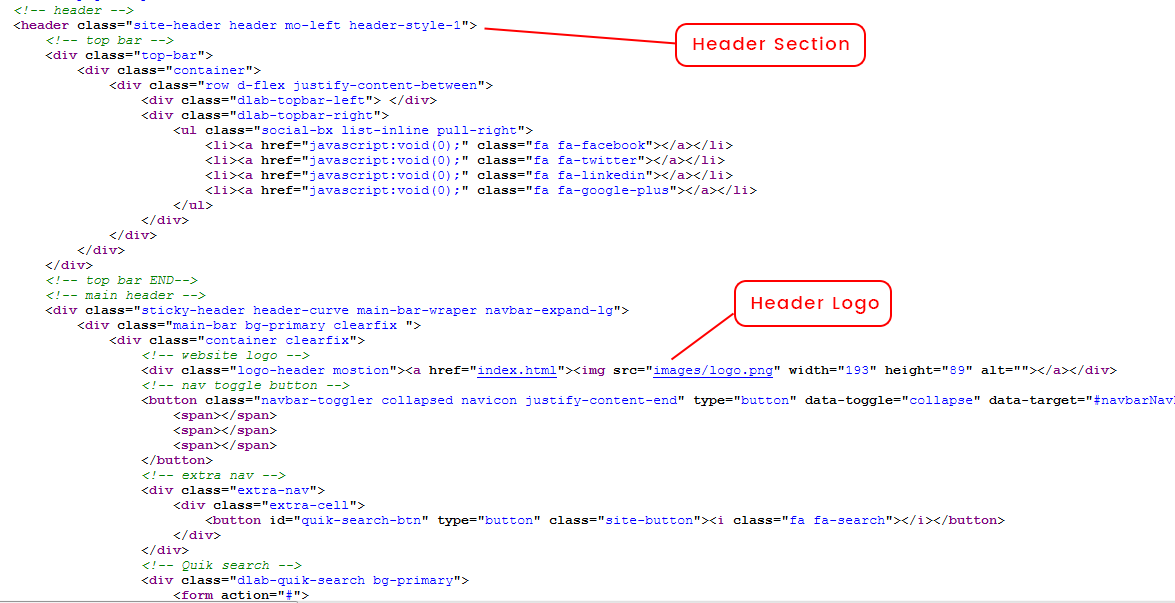 <!-- header -->
<header class="site-header header mo-left header-style-1">
Header Section
<!-- top bar -->
<div class="top-bar">
<div class="container">
<div class="row d-flex justify-content-between">
<div class="dlab-topbar-left"> </div>
<div class="dlab-topbar-right">
<ul class="social-bx list-inline pull-right">
<li><a href="javascript:void(0);" class="fa fa-facebook"></a></li>
<li><a href="javascript:void(0);" class="fa fa-twitter"></a></li>
<li><a href="javascript:void(0);" class="fa fa-linkedin"></a></li>
<li><a href="javascript:void(0);" class="fa fa-google-plus"></a></li>
</ul>
</div>
</div>
</div>
</div>
<!-- top bar END-->
<!-- main header -->
Header Logo
<div class="sticky-header header-curve main-bar-wraper navbar-expand-lg">
<div class="main-bar bg-primary clearfix ">
<div class="container clearfix">
<!-- website logo -->
<div class="logo-header mostion"><a href="index.html"><img src="images/logo.png" width="193" height="89" alt=""></a></div>
<!-- nav toggle button -->
<button class="navbar-toggler collapsed navicon justify-content-end" type="button" data-toggle="collapse" data-target="#navbarNav
<span></span>
<span></span>
<span></span>
</button>
<!-- extra nav -->
<div class="extra-nav">
<div class="extra-cell">
<button id="quik-search-btn" type="button" class="site-button"><i class="fa fa-search"></i></button>
</div>
</div>
<!-- Quik search -->
<div class="dlab-quik-search bg-primary">
<form action="#">